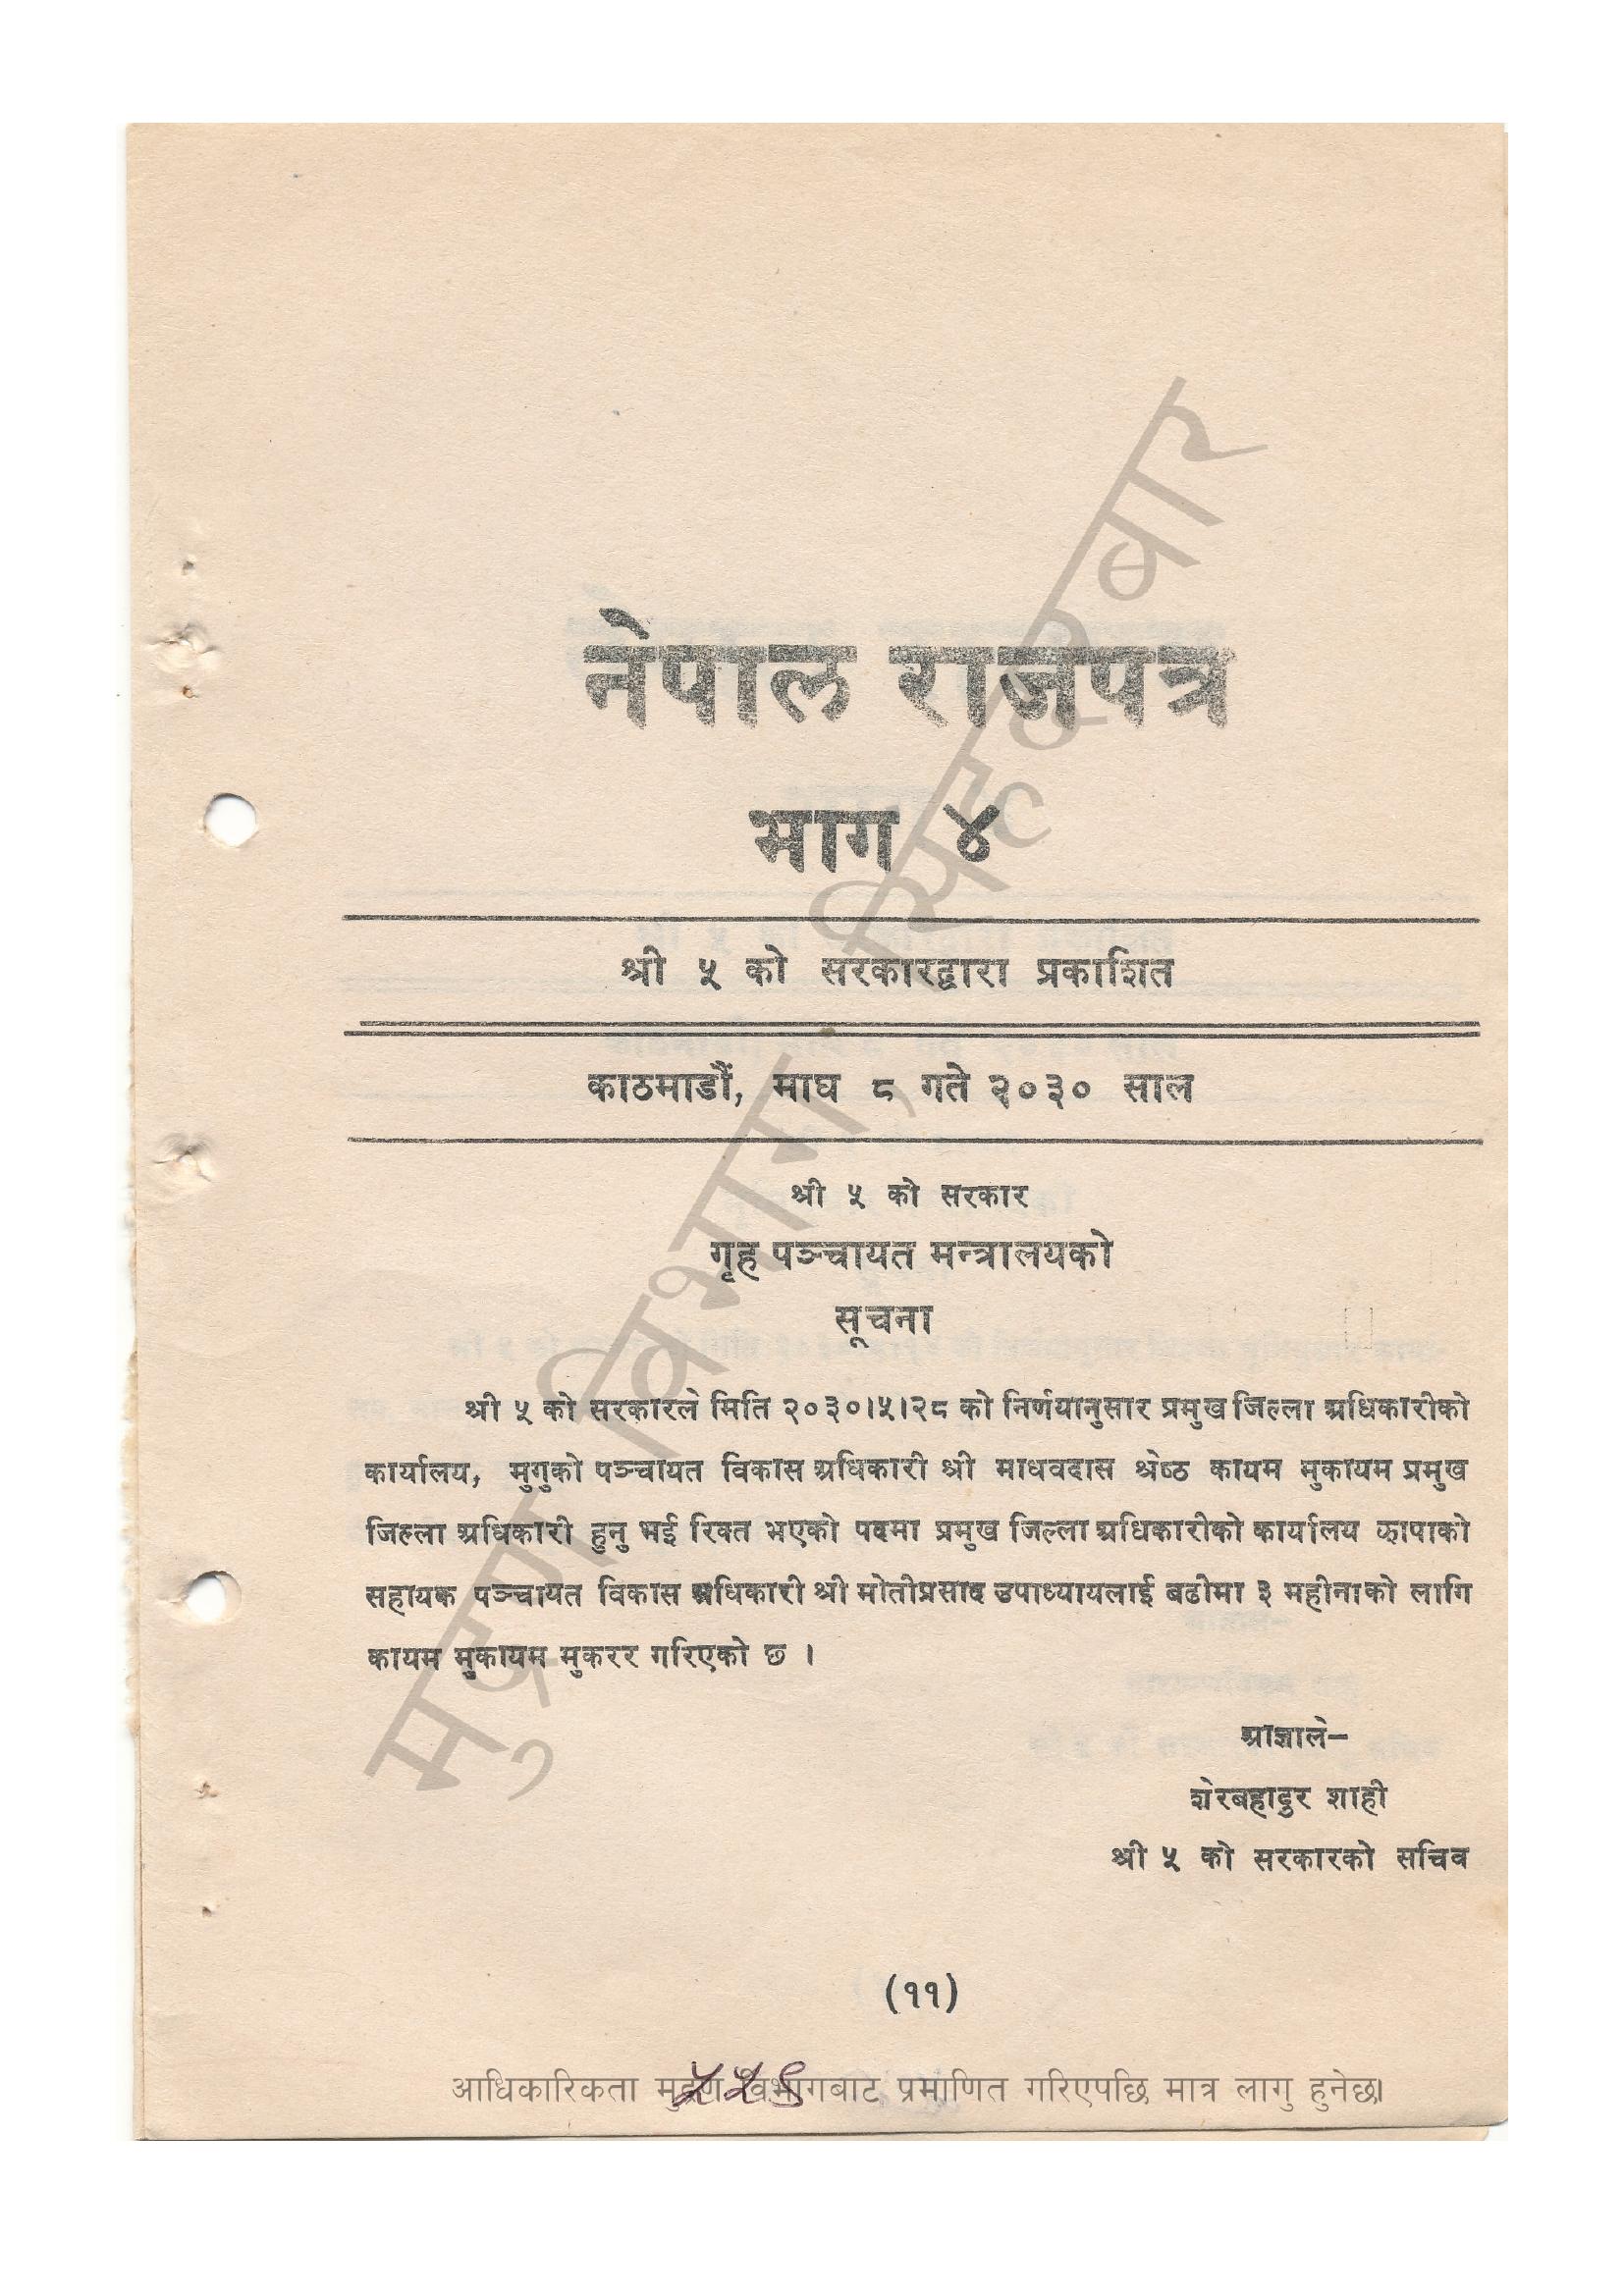 नेपाल राजपत्र
भाग ४
श्री ५ को सरकारद्वारा प्रकाशित
काठमाडौं, माघ ८ गते २०३० साल
श्री ५ को सरकार
गृह पञ्चायत मन्त्रालयको
सूचना
श्री ५ को सरकारले मिति २०३०।५।२८ को निर्णयानुसार प्रमुख जिल्ला अधिकारीको
कार्यालय, मुगुको पञ्चायत विकास अधिकारी श्री माधवदास श्रेष्ठ कायम मुकायम प्रमुख
जिल्ला अधिकारी हुनु भई रिक्त भएको पदमा प्रमुख जिल्ला अधिकारीको कार्यालय झापाको
सहायक पञ्चायत विकास अधिकारी श्री मोतीप्रसाद उपाध्यायलाई बढीमा ३ महीनाको लागि
कायम मुकायम मुकरर गरिएको छ ।
आज्ञाले–
शेरबहादुर शाही
श्री ५ को सरकारको सचिव
(११)
आधिकारिकता मुद्रण विभागबाट प्रमाणित गरिएपछि मात्र लागु हुनेछ।
मुद्रण विभाग, सिंहदरबार